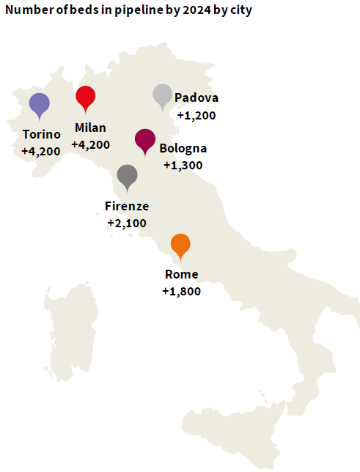 Number of beds in pipeline by 2024 by city
Padova
+1,200
Torino
+4,200
Milan
+4,200
Bologna
+1,300
Firenze
+2,100
Rome
+1,800